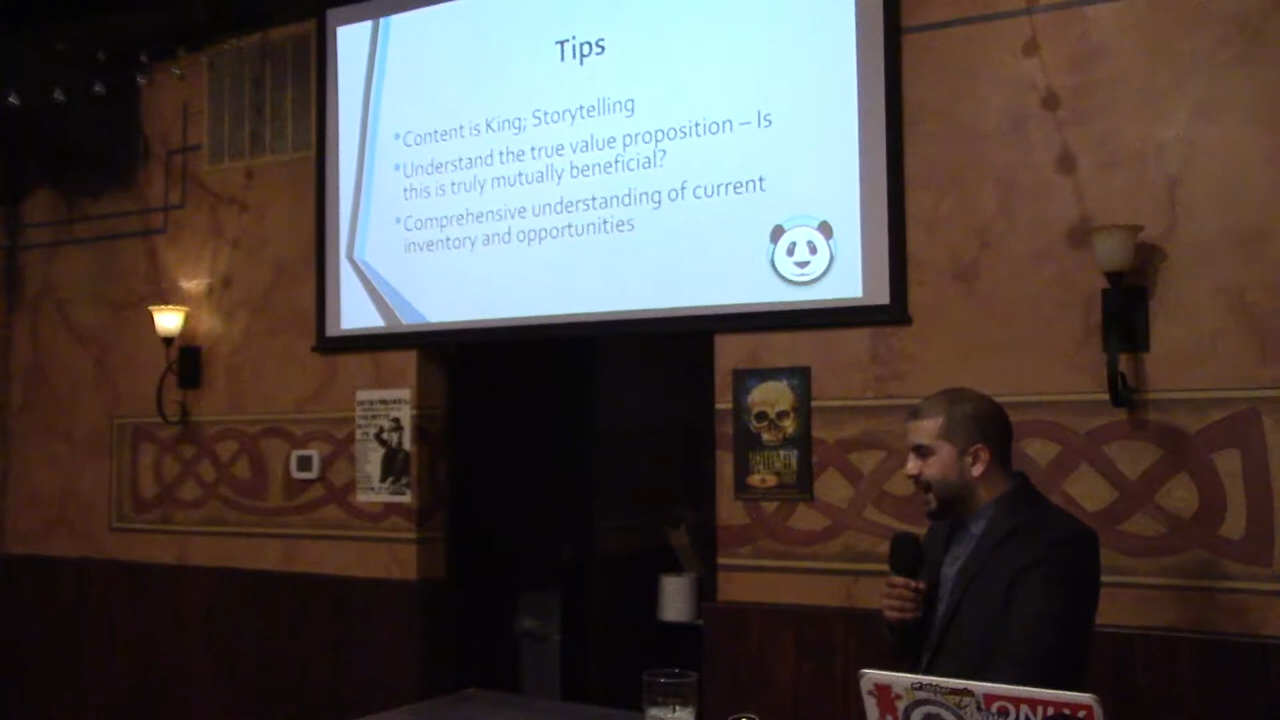 Tips
*Content is King; Storytelling
*Understand the true value proposition – Is
this is truly mutually beneficial?
*Comprehensive understanding of current
inventory and opportunities
ONLY